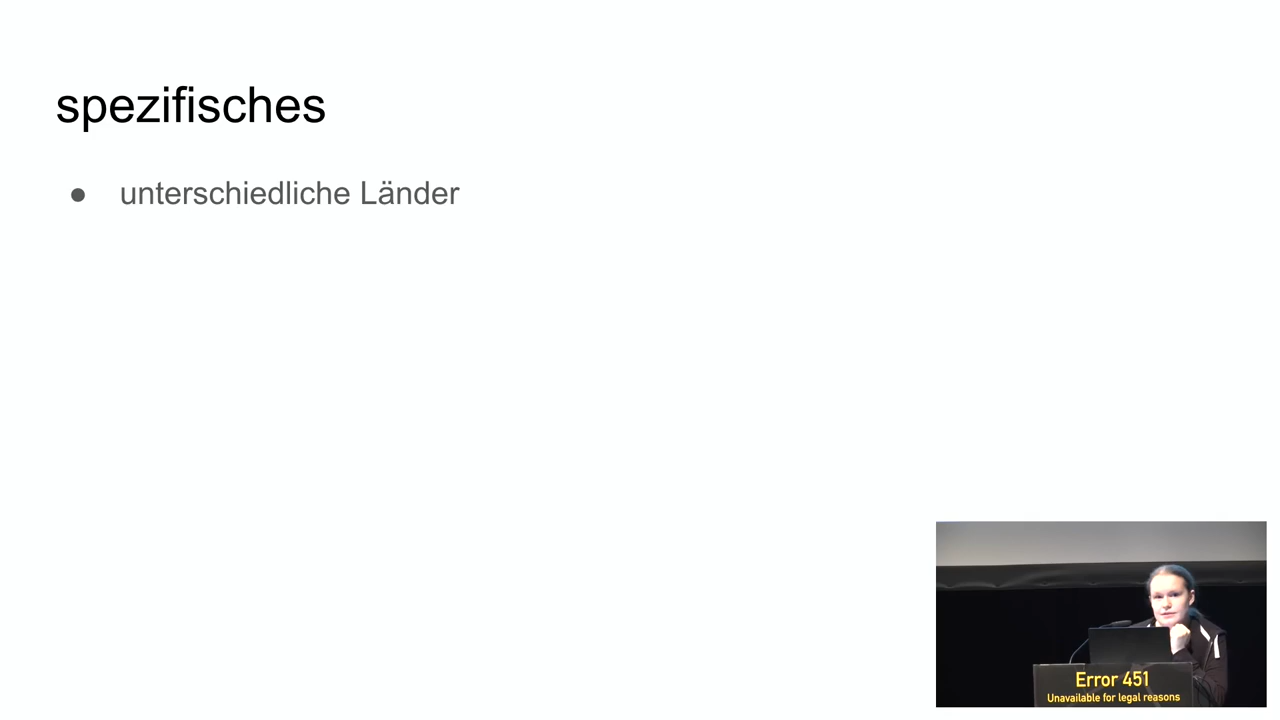 spezifisches
● unterschiedliche Länder
Error 451
Unavailable for legal reasons